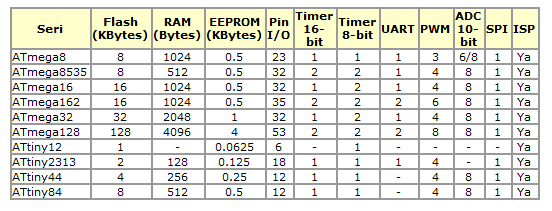 Seri Flash (KBytes) RAM (Bytes) EEPROM (KBytes) Pin I/O Timer 16-bit Timer 8-bit UART PWM ADC 10-bit SPI ISP
ATmega8 8 1024 0.5 23 1 1 1 3 6/8 1 Ya
ATmega8535 8 512 0.5 32 2 2 1 4 8 1 Ya
ATmega16 16 1024 0.5 32 1 2 1 4 8 1 Ya
ATmega162 16 1024 0.5 35 2 2 2 6 8 1 Ya
ATmega32 32 2048 1 32 1 2 1 4 8 1 Ya
ATmega128 128 4096 4 53 2 2 2 8 8 1 Ya
ATtiny12 1 - 0.0625 6 - 1 - - - - Ya
ATtiny2313 2 128 0.125 18 1 1 1 4 - 1 Ya
ATtiny44 4 256 0.25 12 1 1 - 4 8 1 Ya
ATtiny84 8 512 0.5 12 1 1 - 4 8 1 Ya